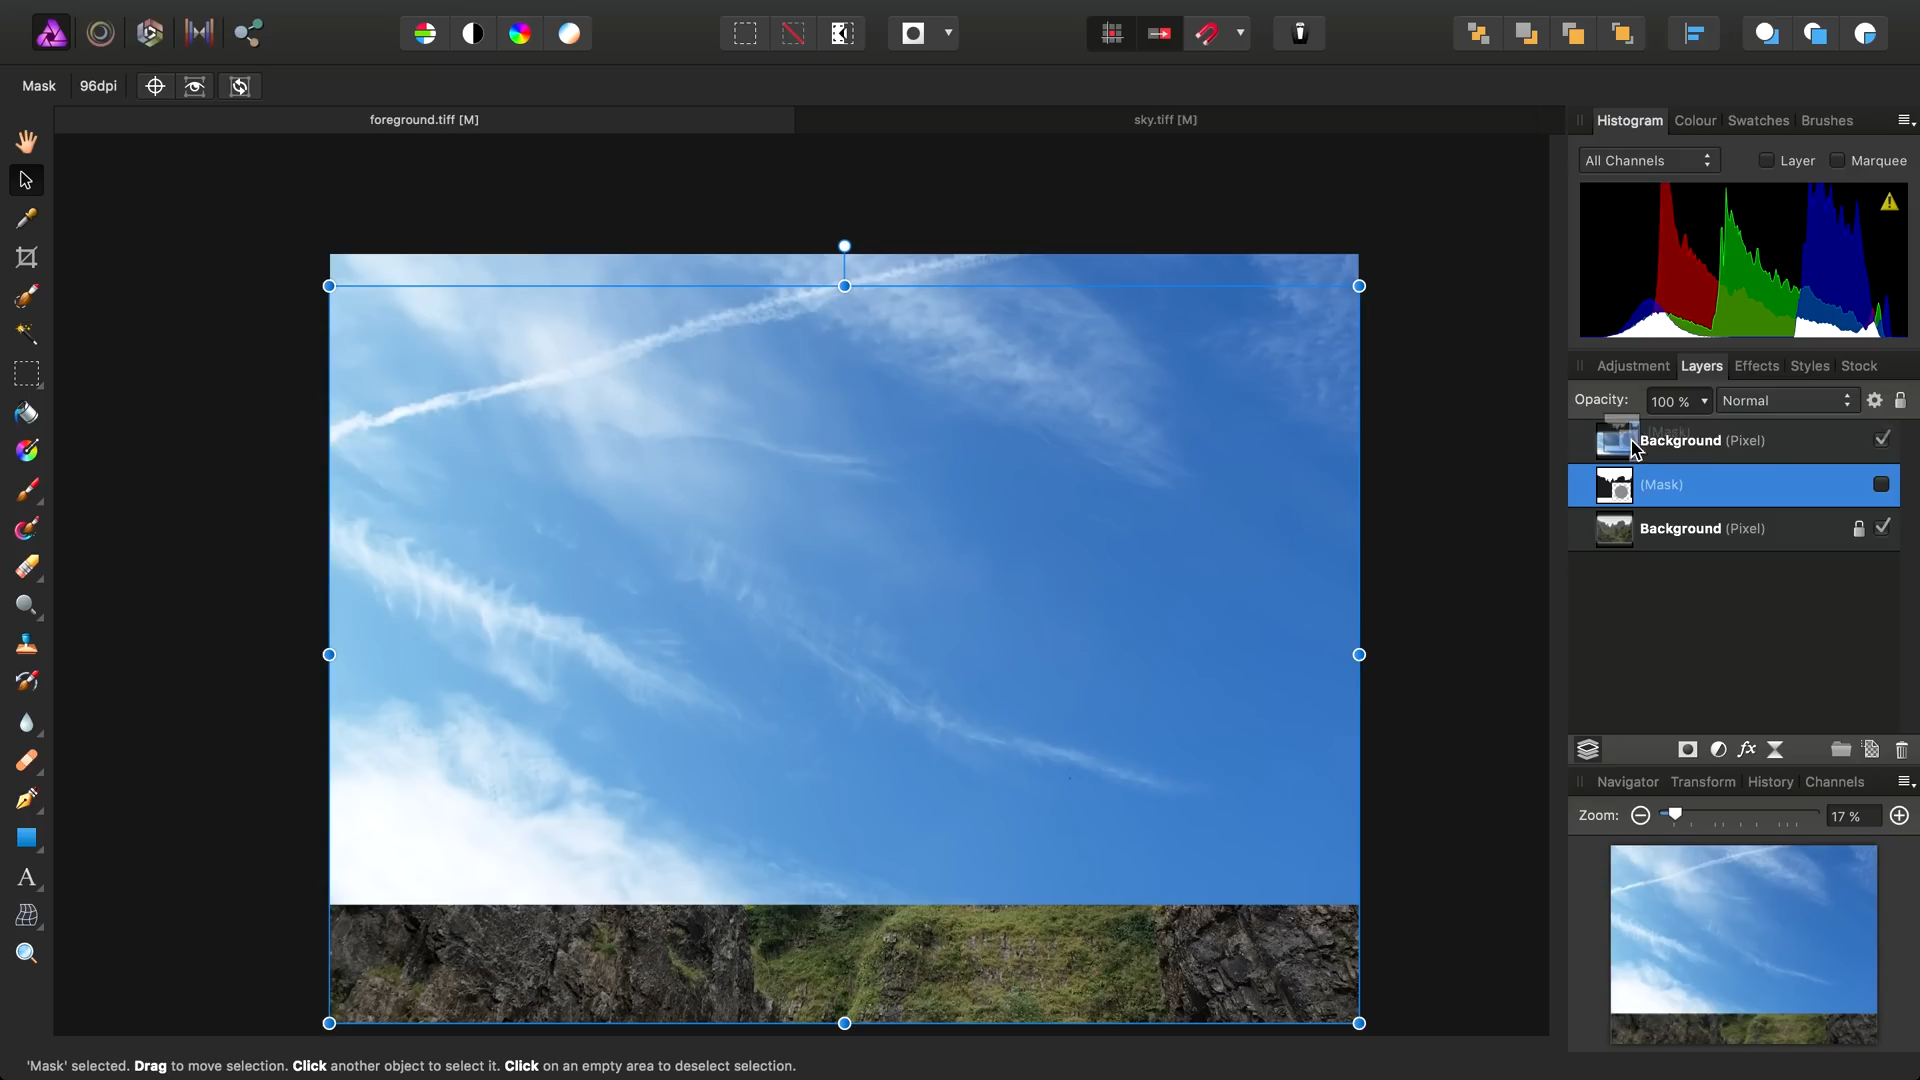 Mask
96dpi
foreground.tiff [M]
sky.tiff [M]
Histogram
Colour
Swatches
Brushes
All Channels
Layer
Marquee
Adjustment
Layers
Effects
Styles
Stock
Opacity:
100 %
Normal
(Mask)
Background (Pixel)
(Mask)
Background (Pixel)
fx
Navigator
Transform
History
Channels
Zoom:
17 %
A
'Mask' selected. Drag to move selection. Click another object to select it. Click on an empty area to deselect selection.